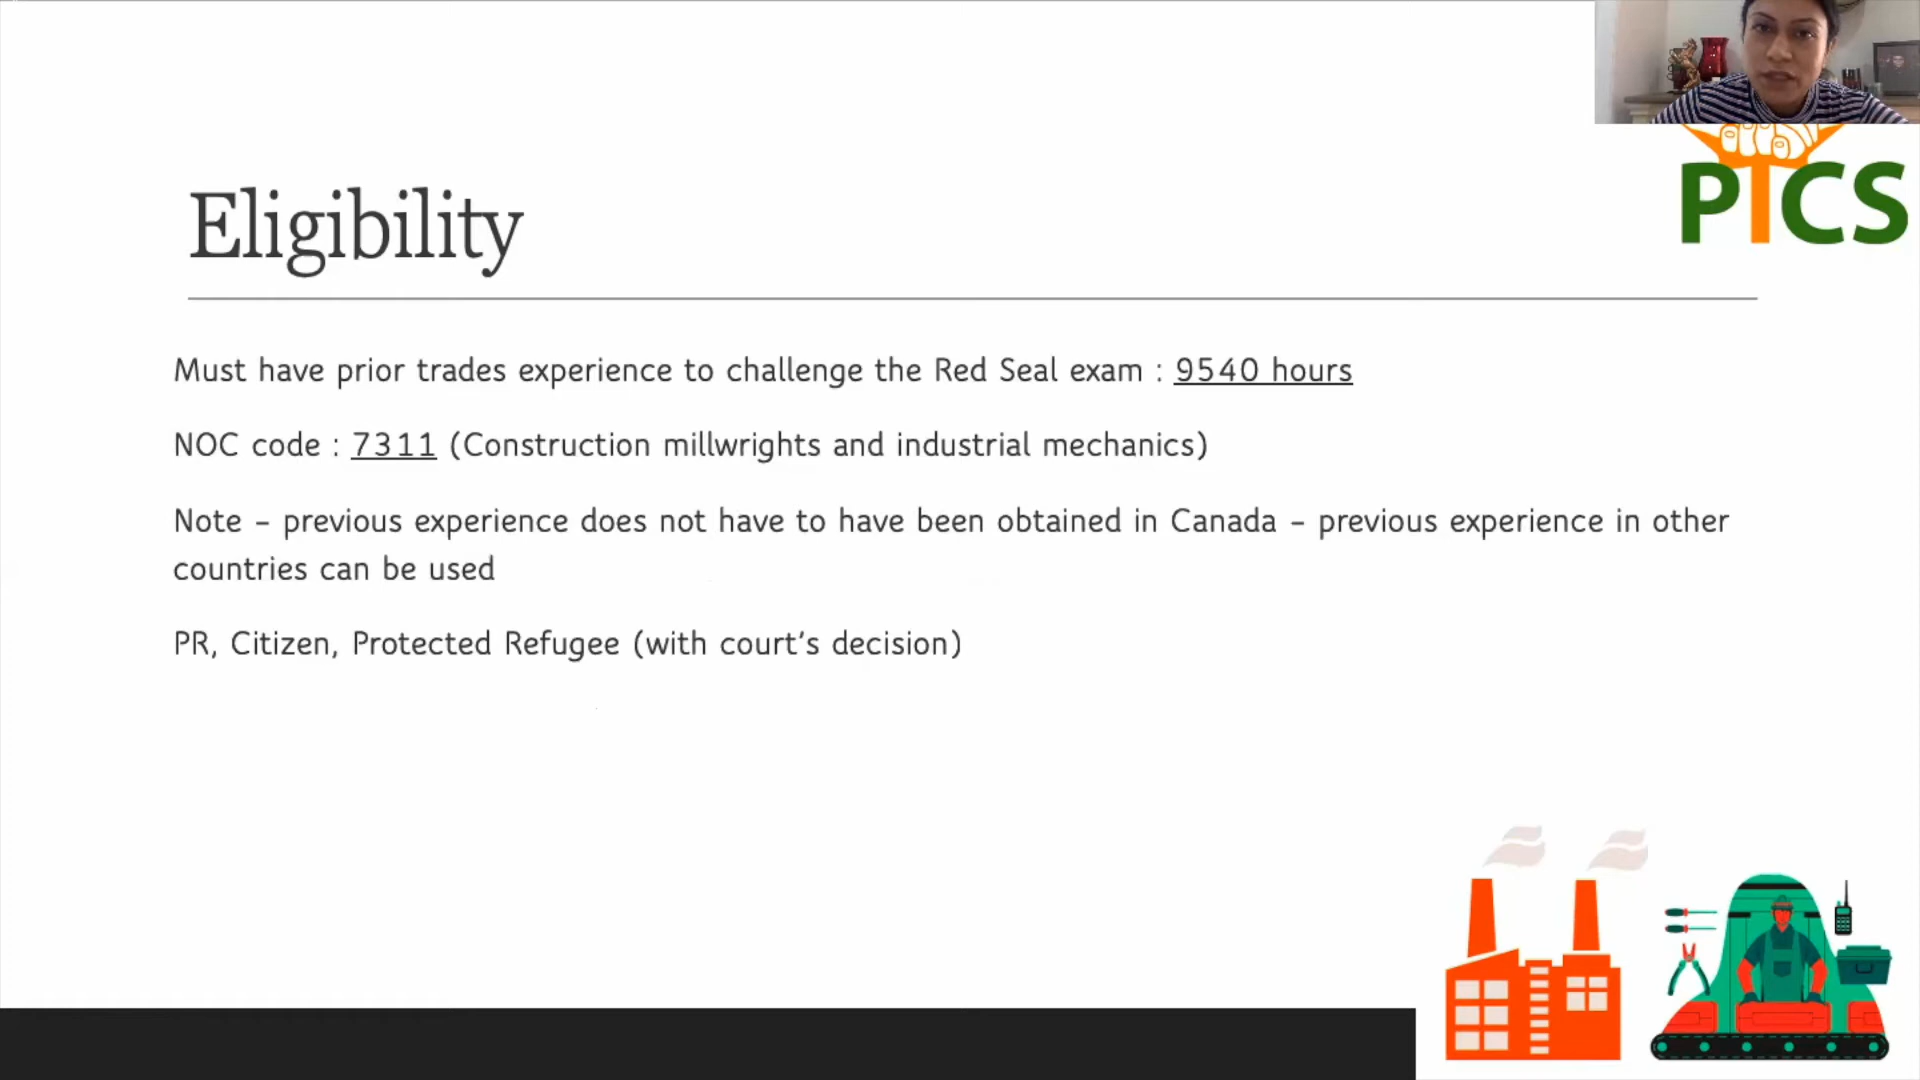 PICS
Eligibility
Must have prior trades experience to challenge the Red Seal exam : 9540 hours
NOC code : 7311 (Construction millwrights and industrial mechanics)
Note – previous experience does not have to have been obtained in Canada – previous experience in other
countries can be used
PR, Citizen, Protected Refugee (with court's decision)